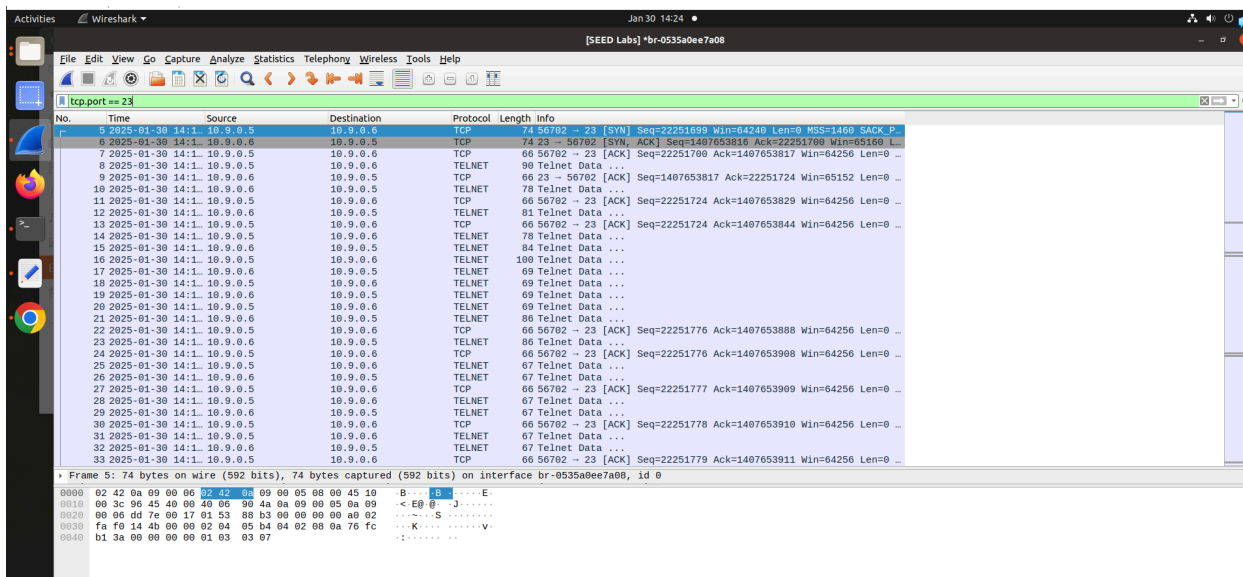 Activities Wireshark Jan 30 14:24
[SEED Labs] *br-0535a0ee7a08
File Edit View Go Capture Analyze Statistics Telephony Wireless Tools Help
tcp.port == 23
No. Time Source Destination Protocol Length Info
5 2025-01-30 14:1… 10.9.0.5 10.9.0.6 TCP 74 56702 → 23 [SYN] Seq=22251699 Win=64240 Len=0 MSS=1460 SACK_P…
6 2025-01-30 14:1… 10.9.0.6 10.9.0.5 TCP 74 23 → 56702 [SYN, ACK] Seq=1407653816 Ack=22251700 Win=65160 L…
7 2025-01-30 14:1… 10.9.0.5 10.9.0.6 TCP 66 56702 → 23 [ACK] Seq=22251700 Ack=1407653817 Win=64256 Len=0 …
8 2025-01-30 14:1… 10.9.0.5 10.9.0.6 TELNET 90 Telnet Data ...
9 2025-01-30 14:1… 10.9.0.6 10.9.0.5 TCP 66 23 → 56702 [ACK] Seq=1407653817 Ack=22251724 Win=65152 Len=0 …
10 2025-01-30 14:1… 10.9.0.6 10.9.0.5 TELNET 78 Telnet Data ...
11 2025-01-30 14:1… 10.9.0.5 10.9.0.6 TCP 66 56702 → 23 [ACK] Seq=22251724 Ack=1407653829 Win=64256 Len=0 …
12 2025-01-30 14:1… 10.9.0.6 10.9.0.5 TELNET 81 Telnet Data ...
13 2025-01-30 14:1… 10.9.0.5 10.9.0.6 TCP 66 56702 → 23 [ACK] Seq=22251724 Ack=1407653844 Win=64256 Len=0 …
14 2025-01-30 14:1… 10.9.0.5 10.9.0.6 TELNET 78 Telnet Data ...
15 2025-01-30 14:1… 10.9.0.6 10.9.0.5 TELNET 84 Telnet Data ...
16 2025-01-30 14:1… 10.9.0.5 10.9.0.6 TELNET 100 Telnet Data ...
17 2025-01-30 14:1… 10.9.0.6 10.9.0.5 TELNET 69 Telnet Data ...
18 2025-01-30 14:1… 10.9.0.5 10.9.0.6 TELNET 69 Telnet Data ...
19 2025-01-30 14:1… 10.9.0.6 10.9.0.5 TELNET 69 Telnet Data ...
20 2025-01-30 14:1… 10.9.0.5 10.9.0.6 TELNET 69 Telnet Data ...
21 2025-01-30 14:1… 10.9.0.6 10.9.0.5 TELNET 86 Telnet Data ...
22 2025-01-30 14:1… 10.9.0.5 10.9.0.6 TCP 66 56702 → 23 [ACK] Seq=22251776 Ack=1407653888 Win=64256 Len=0 …
23 2025-01-30 14:1… 10.9.0.6 10.9.0.5 TELNET 86 Telnet Data ...
24 2025-01-30 14:1… 10.9.0.5 10.9.0.6 TCP 66 56702 → 23 [ACK] Seq=22251776 Ack=1407653908 Win=64256 Len=0 …
25 2025-01-30 14:1… 10.9.0.5 10.9.0.6 TELNET 67 Telnet Data ...
26 2025-01-30 14:1… 10.9.0.6 10.9.0.5 TELNET 67 Telnet Data ...
27 2025-01-30 14:1… 10.9.0.5 10.9.0.6 TCP 66 56702 → 23 [ACK] Seq=22251777 Ack=1407653909 Win=64256 Len=0 …
28 2025-01-30 14:1… 10.9.0.5 10.9.0.6 TELNET 67 Telnet Data ...
29 2025-01-30 14:1… 10.9.0.6 10.9.0.5 TELNET 67 Telnet Data ...
30 2025-01-30 14:1… 10.9.0.5 10.9.0.6 TCP 66 56702 → 23 [ACK] Seq=22251778 Ack=1407653910 Win=64256 Len=0 …
31 2025-01-30 14:1… 10.9.0.5 10.9.0.6 TELNET 67 Telnet Data ...
32 2025-01-30 14:1… 10.9.0.6 10.9.0.5 TELNET 67 Telnet Data ...
33 2025-01-30 14:1… 10.9.0.5 10.9.0.6 TCP 66 56702 → 23 [ACK] Seq=22251779 Ack=1407653911 Win=64256 Len=0 …
Frame 5: 74 bytes on wire (592 bits), 74 bytes captured (592 bits) on interface br-0535a0ee7a08, id 0
0000 02 42 0a 09 00 06 02 42 0a 09 00 05 08 00 45 10 ·B·····B······E·
0010 00 3c 96 45 40 00 40 06 90 4a 0a 09 00 05 0a 09 ·<·E@·@··J······
0020 00 06 dd 7e 00 17 01 53 88 b3 00 00 00 00 a0 02 ···~···S········
0030 fa f0 14 4b 00 00 02 04 05 b4 04 02 08 0a 76 fc ···K··········v·
0040 b1 3a 00 00 00 00 01 03 03 07 ·:········